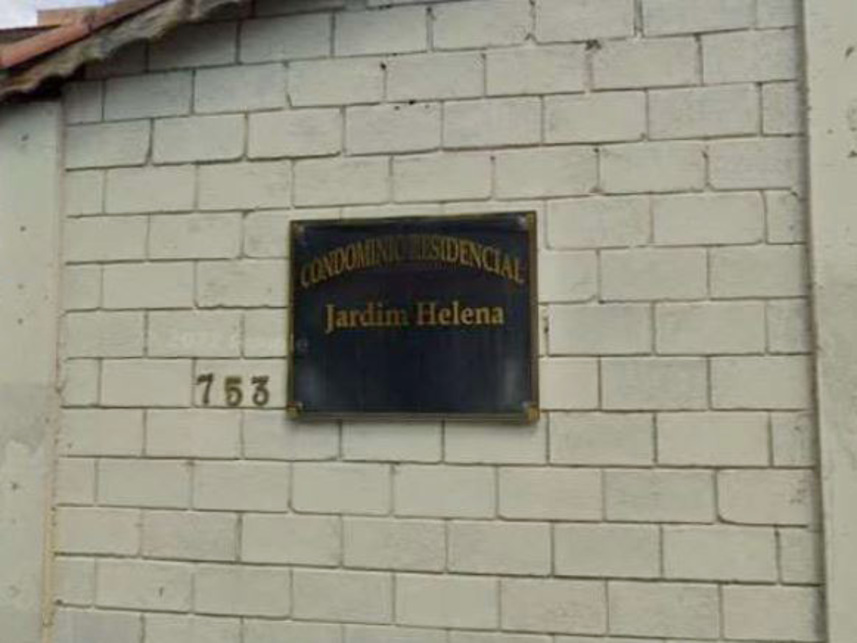 CONDOMINIO RESIDENCIAL
Jardim Helena
753